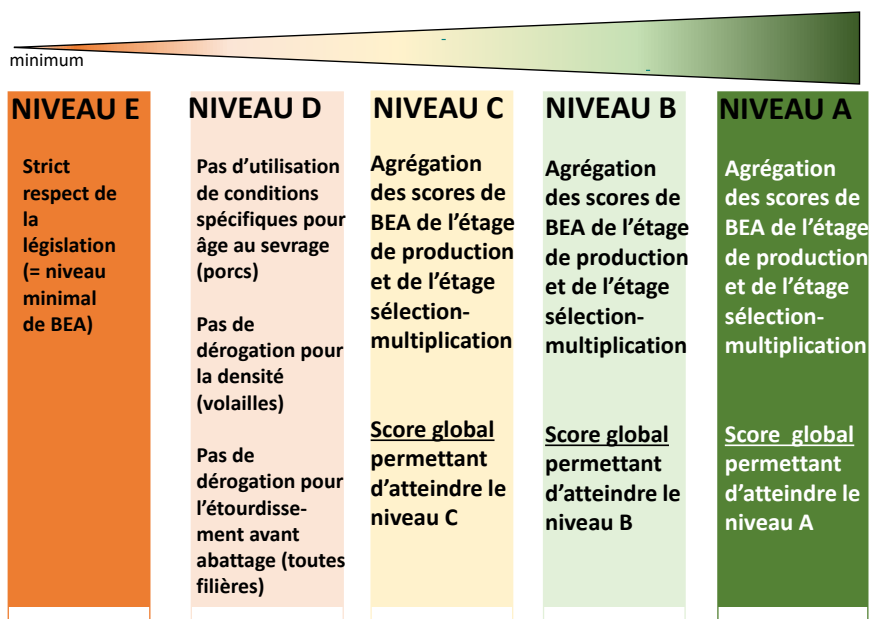 minimum
NIVEAU E
Strict
respect de
la
législation
(= niveau
minimal
de BEA)
NIVEAU D
Pas d'utilisation
de conditions
spécifiques pour
âge au sevrage
(porcs)
Pas de
dérogation pour
la densité
(volailles)
Pas de
dérogation pour
l'étourdisse-
ment avant
abattage (toutes
filières)
NIVEAU C
Agrégation
des scores de
BEA de l'étage
de production
et de l'étage
sélection-
multiplication
Score global
permettant
d'atteindre le
niveau C
NIVEAU B
Agrégation
des scores de
BEA de l'étage
de production
et de l'étage
sélection-
multiplication
Score global
permettant
d'atteindre le
niveau B
NIVEAU A
Agrégation
des scores de
BEA de l'étage
de production
et de l'étage
sélection-
multiplication
Score global
permettant
d'atteindre le
niveau A